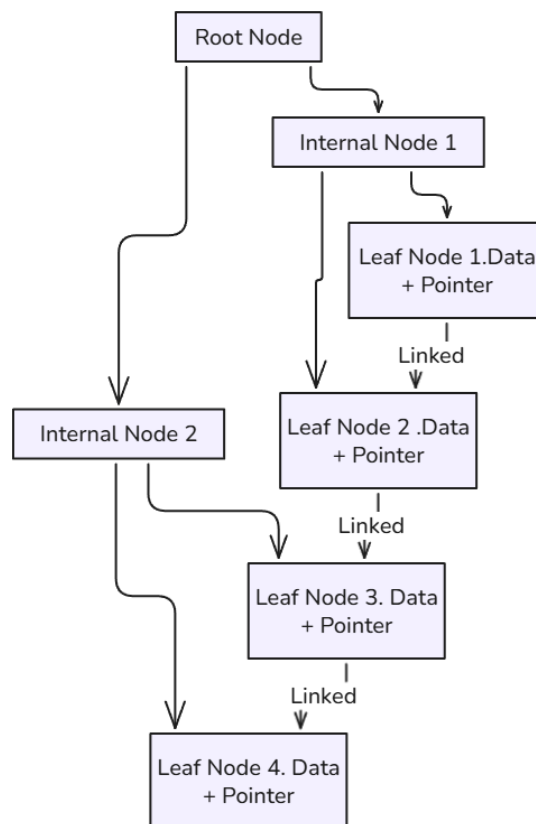 Root Node
Internal Node 1
Leaf Node 1.Data
+ Pointer
Linked
Leaf Node 2 .Data
+ Pointer
Internal Node 2
Linked
Leaf Node 3. Data
+ Pointer
Linked
Leaf Node 4. Data
+ Pointer